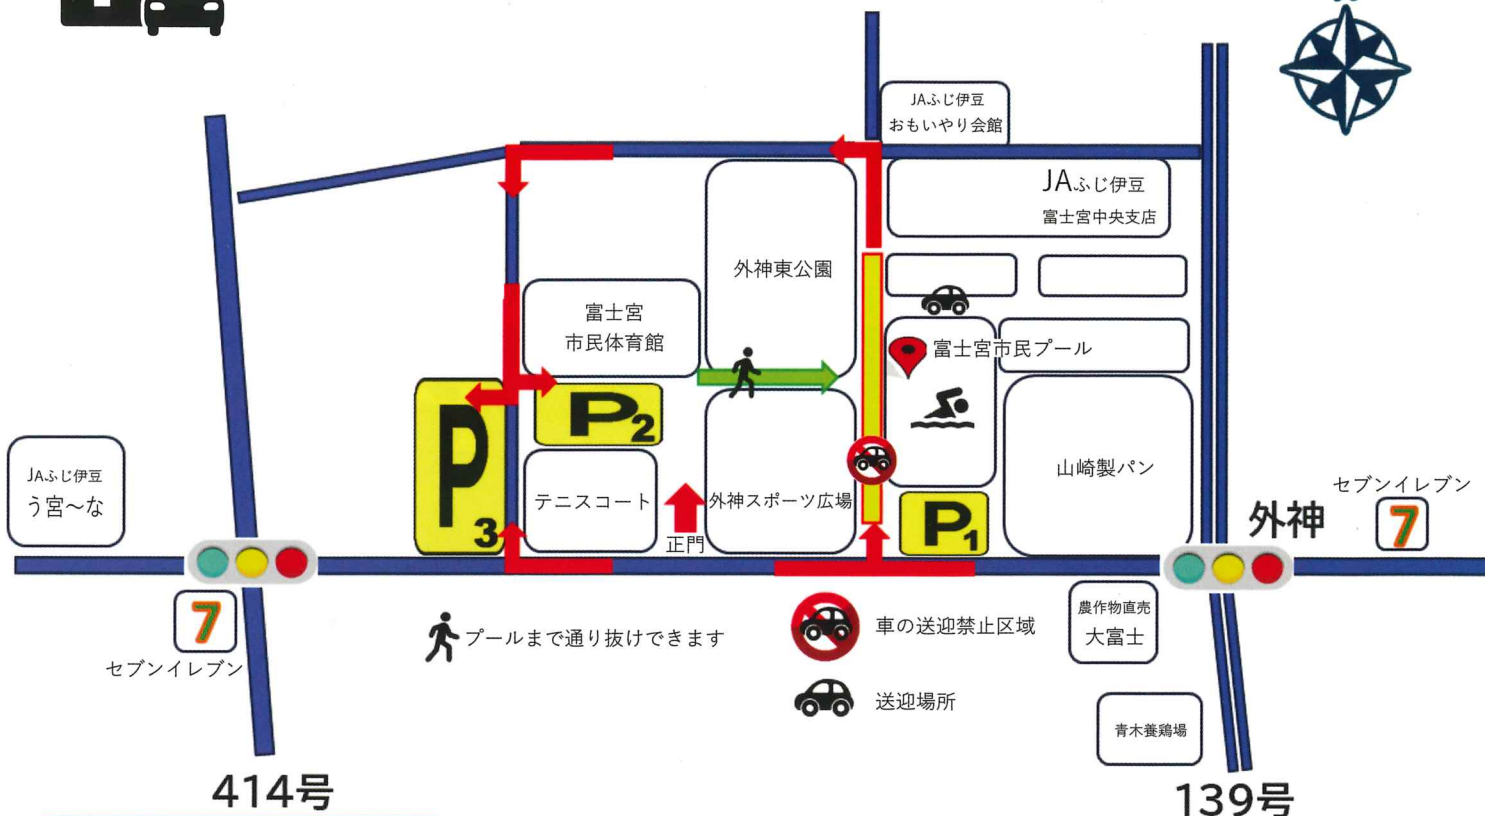 JAふじ伊豆
おもいやり会館
JAふじ伊豆
富士宮中央支店
外神東公園
富士宮
市民体育館
富士宮市民プール
P2
P3
JAふじ伊豆
う宮～な
テニスコート
正門
外神スポーツ広場
P1
山崎製パン
外神
セブンイレブン
7
7
セブンイレブン
プールまで通り抜けできます
車の送迎禁止区域
送迎場所
農作物直売
大富士
青木養鶏場
414号
139号